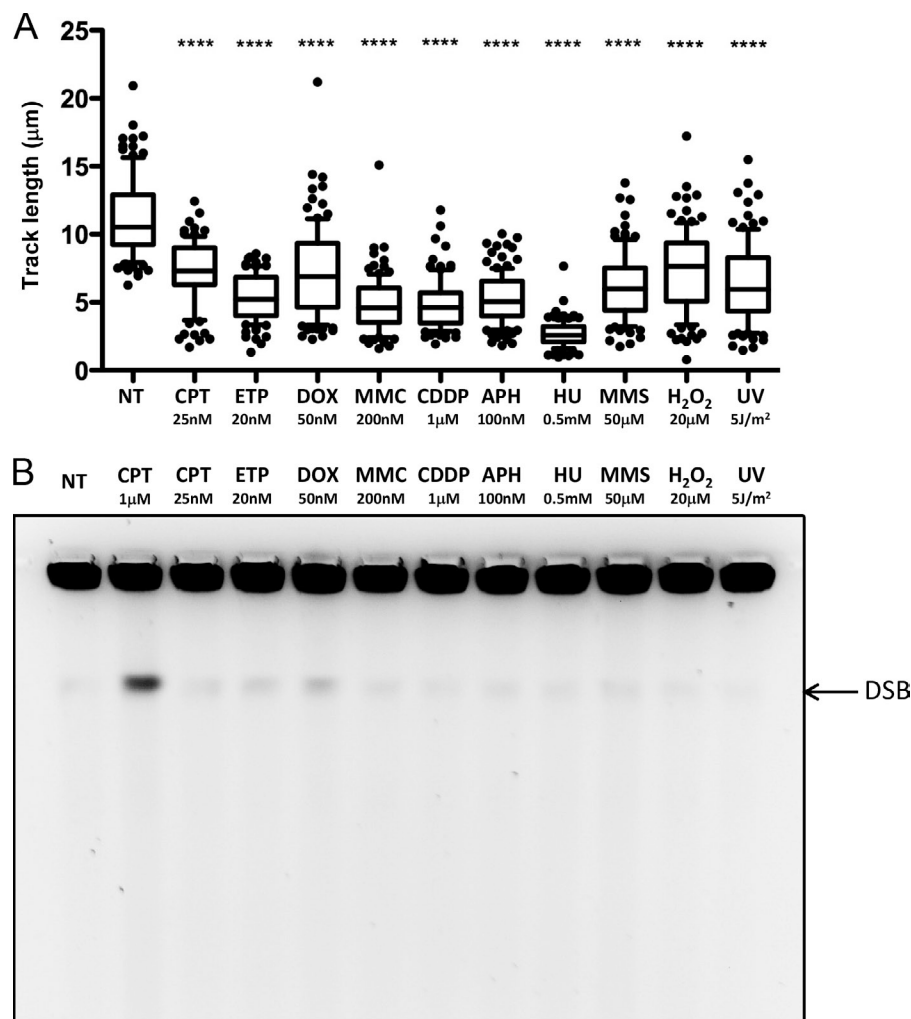 A
25
20
15
10
5
0
Track length (μm)
**** **** **** **** **** **** **** **** **** ****
NT CPT ETP DOX MMC CDDP APH HU MMS H₂O₂ UV
25nM 20nM 50nM 200nM 1μM 100nM 0.5mM 50μM 20μM 5J/m²
B
NT CPT CPT ETP DOX MMC CDDP APH HU MMS H₂O₂ UV
1μM 25nM 20nM 50nM 200nM 1μM 100nM 0.5mM 50μM 20μM 5J/m²
DSB